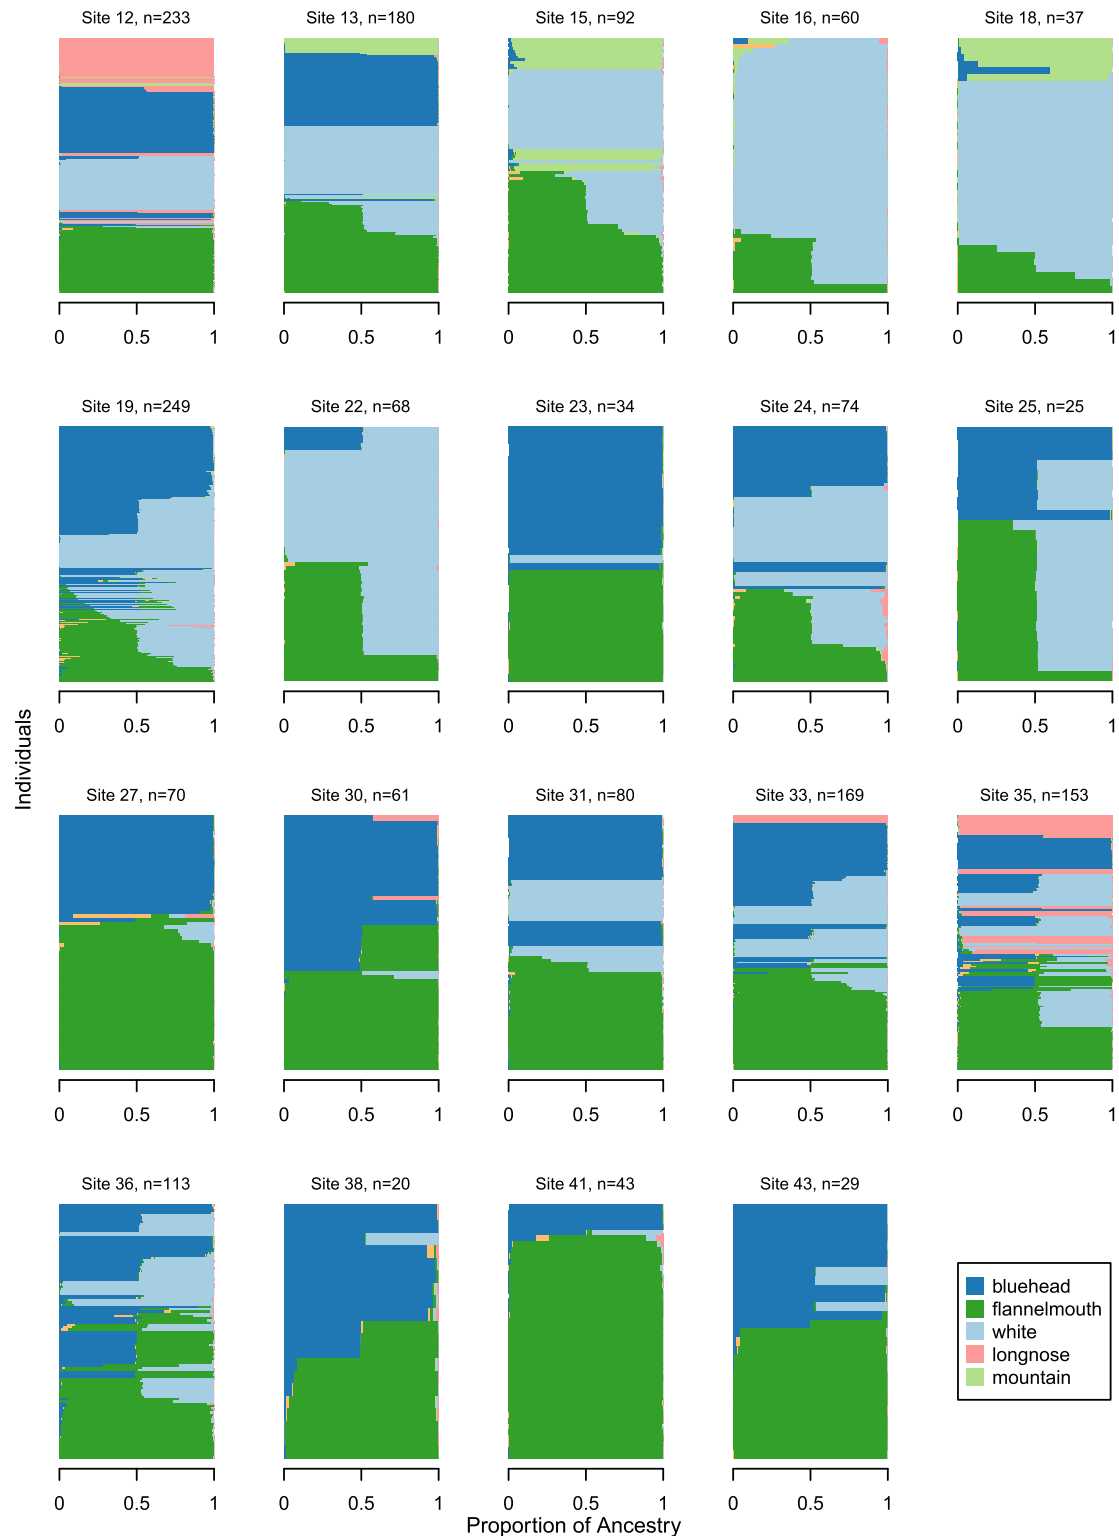 Site 12, n=233
Site 13, n=180
Site 15, n=92
Site 16, n=60
Site 18, n=37
0 0.5 1
0 0.5 1
0 0.5 1
0 0.5 1
0 0.5 1
Site 19, n=249
Site 22, n=68
Site 23, n=34
Site 24, n=74
Site 25, n=25
0 0.5 1
0 0.5 1
0 0.5 1
0 0.5 1
0 0.5 1
Individuals
Site 27, n=70
Site 30, n=61
Site 31, n=80
Site 33, n=169
Site 35, n=153
0 0.5 1
0 0.5 1
0 0.5 1
0 0.5 1
0 0.5 1
Site 36, n=113
Site 38, n=20
Site 41, n=43
Site 43, n=29
0 0.5 1
0 0.5 1
0 0.5 1
0 0.5 1
bluehead
flannelmouth
white
longnose
mountain
Proportion of Ancestry